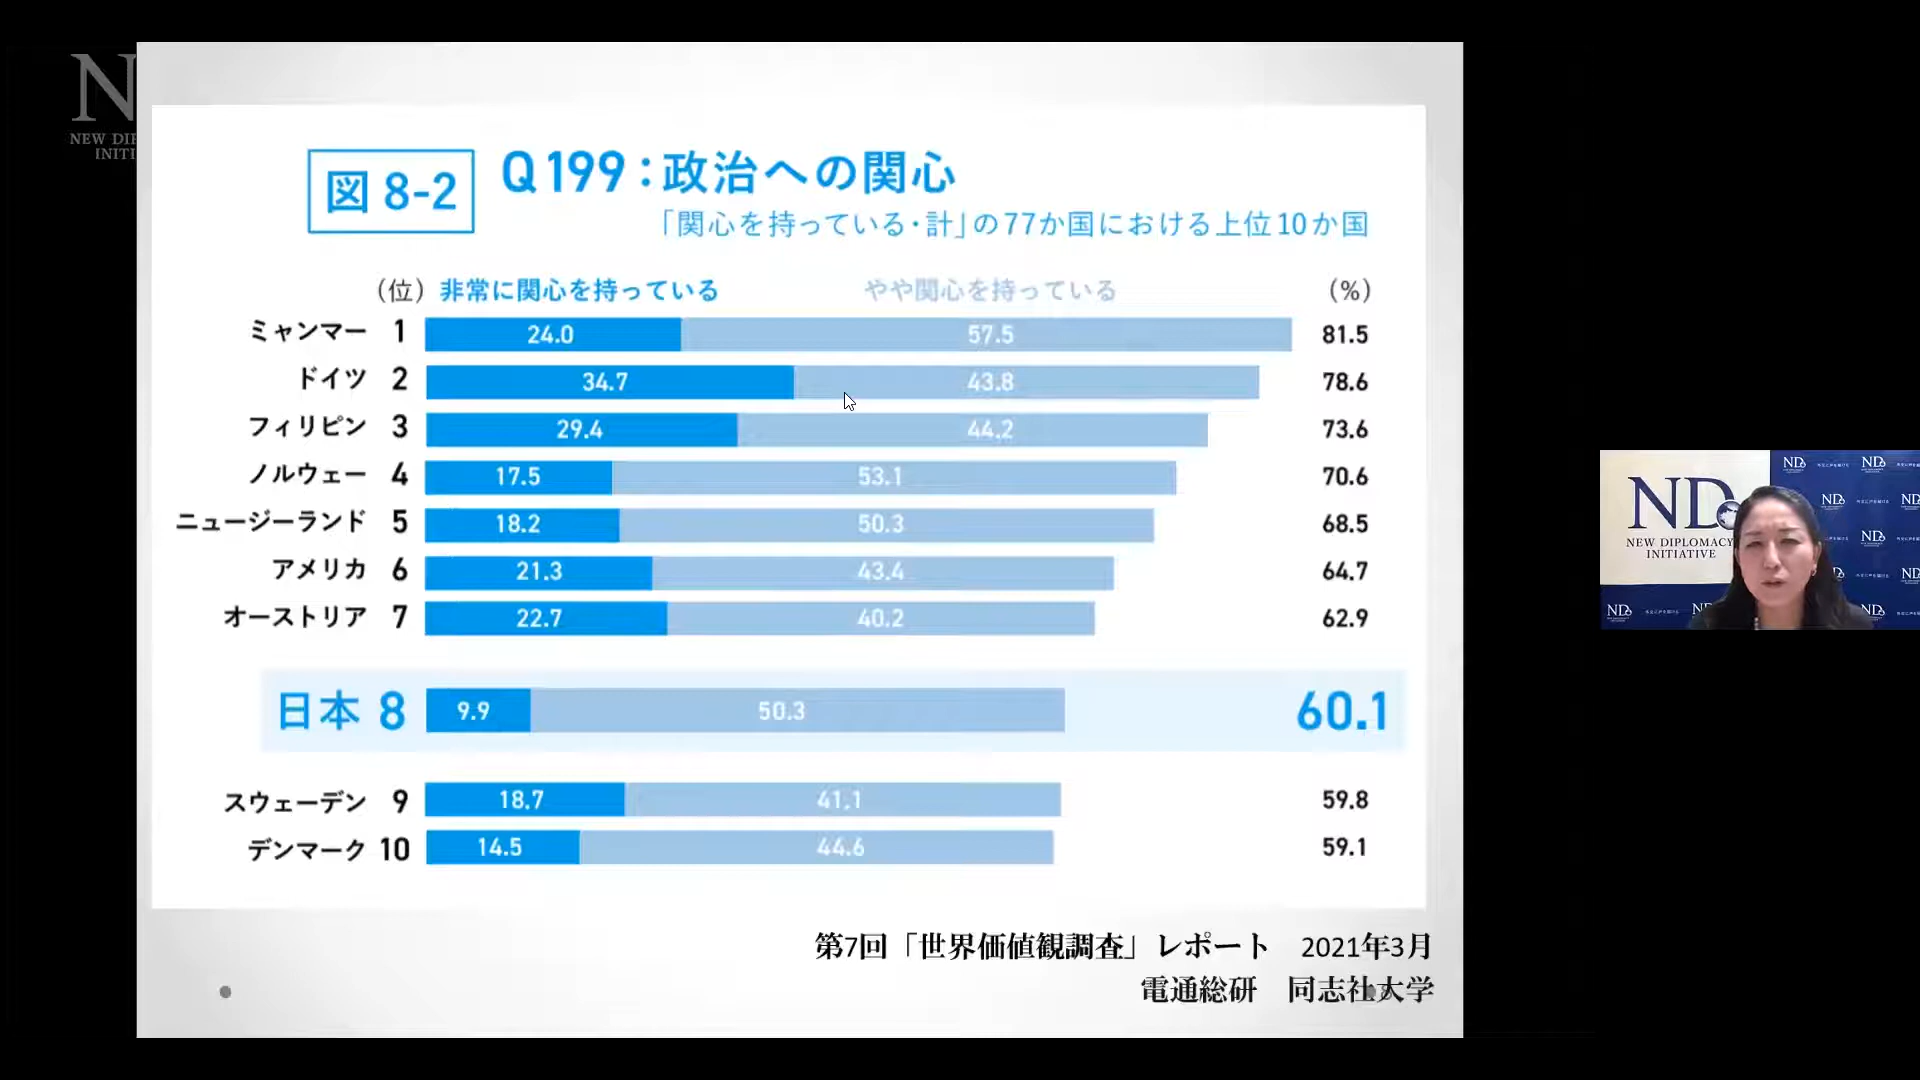 N
NEW DI
INITI
図 8-2
Q199：政治への関心
「関心を持っている・計」の77か国における上位10か国
（位） 非常に関心を持っている やや関心を持っている （%）
ミャンマー 1 24.0 57.5 81.5
ドイツ 2 34.7 43.8 78.6
フィリピン 3 29.4 44.2 73.6
ノルウェー 4 17.5 53.1 70.6
ニュージーランド 5 18.2 50.3 68.5
アメリカ 6 21.3 43.4 64.7
オーストリア 7 22.7 40.2 62.9
日本 8 9.9 50.3 60.1
スウェーデン 9 18.7 41.1 59.8
デンマーク 10 14.5 44.6 59.1
第7回「世界価値観調査」レポート　2021年3月
電通総研　同志社大学
ND
NEW DIPLOMACY
INITIATIVE